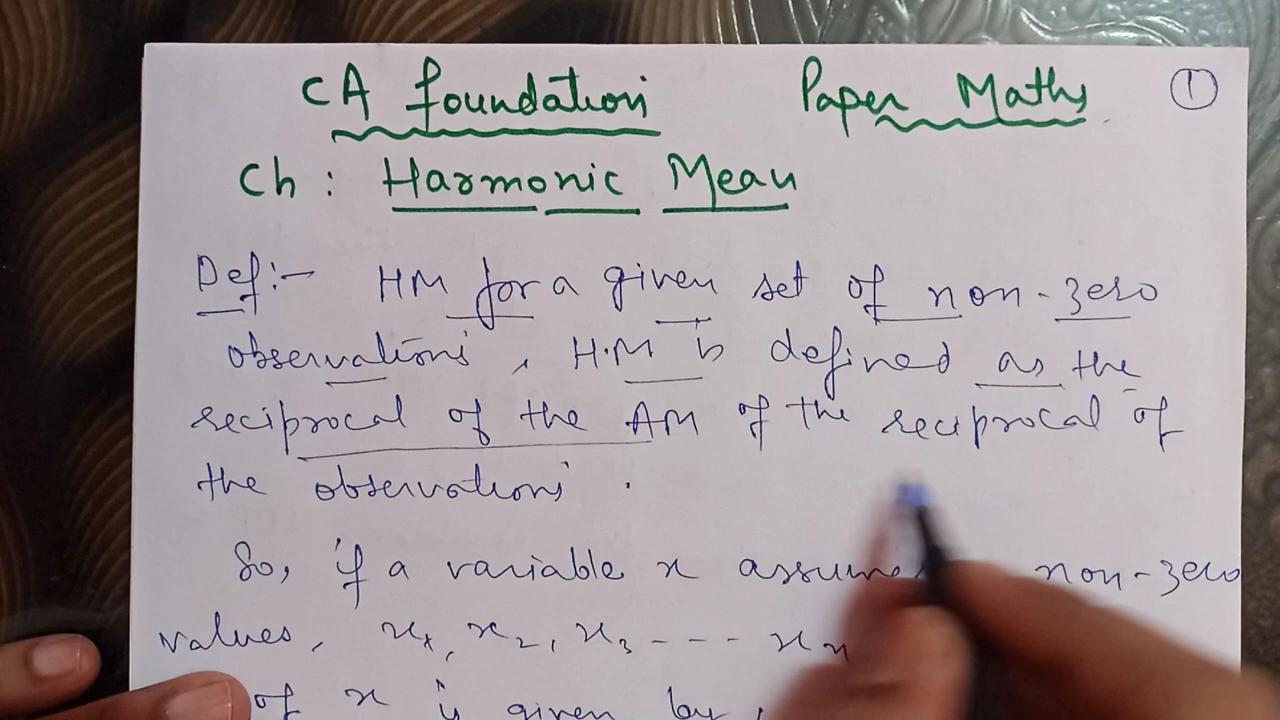 CA foundation Paper Maths 1
Ch : Harmonic Mean
Def:- HM for a given set of non-zero
observations, H.M is defined as the
reciprocal of the AM of the reciprocal of
the observations.
So, if a variable x assume non-zero
values, x1, x2, x3 ---- xn
of x is given by